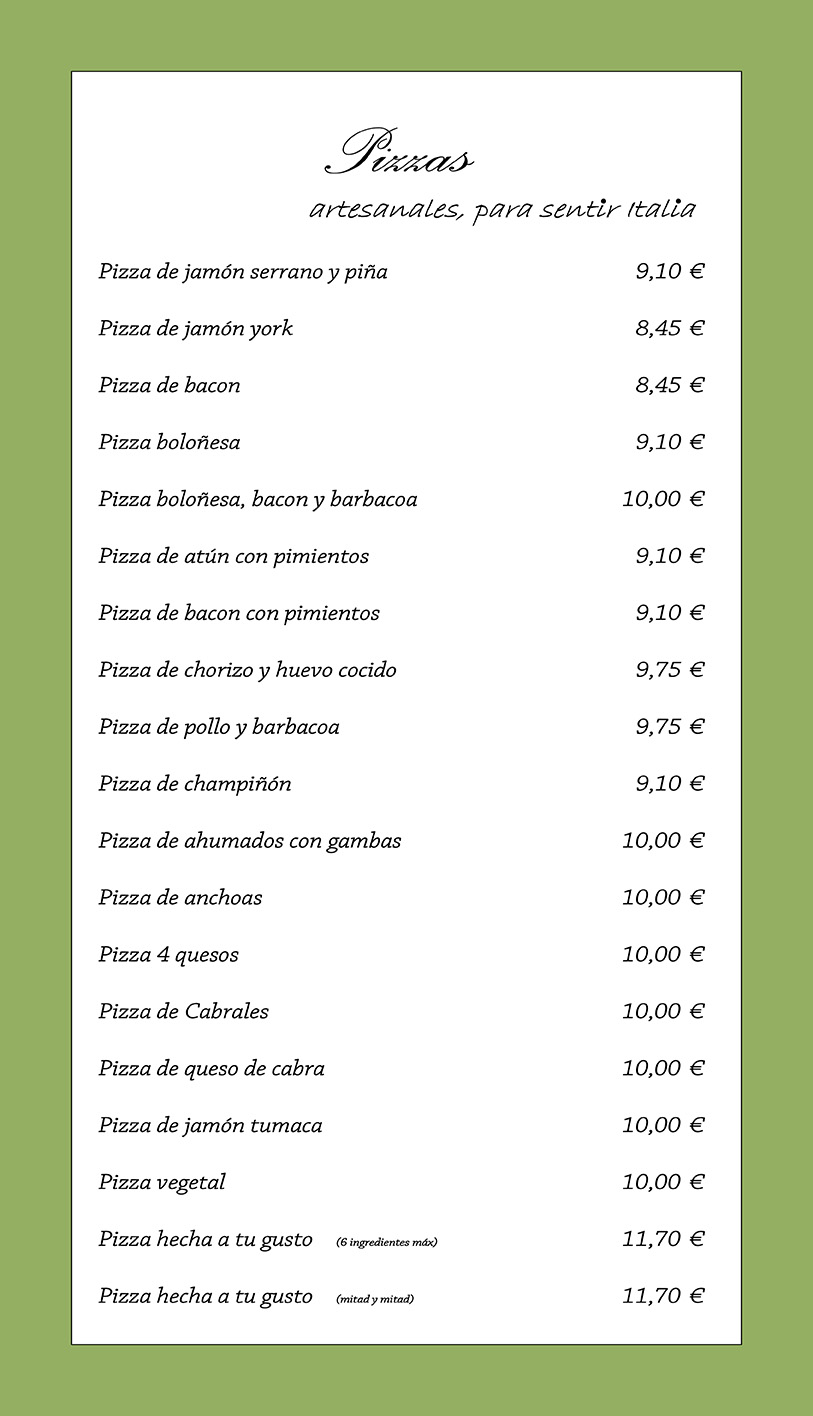 Pizzas
artesanales, para sentir Italia
Pizza de jamón serrano y piña 9,10 €
Pizza de jamón york 8,45 €
Pizza de bacon 8,45 €
Pizza boloñesa 9,10 €
Pizza boloñesa, bacon y barbacoa 10,00 €
Pizza de atún con pimientos 9,10 €
Pizza de bacon con pimientos 9,10 €
Pizza de chorizo y huevo cocido 9,75 €
Pizza de pollo y barbacoa 9,75 €
Pizza de champiñón 9,10 €
Pizza de ahumados con gambas 10,00 €
Pizza de anchoas 10,00 €
Pizza 4 quesos 10,00 €
Pizza de Cabrales 10,00 €
Pizza de queso de cabra 10,00 €
Pizza de jamón tumaca 10,00 €
Pizza vegetal 10,00 €
Pizza hecha a tu gusto (6 ingredientes máx) 11,70 €
Pizza hecha a tu gusto (mitad y mitad) 11,70 €